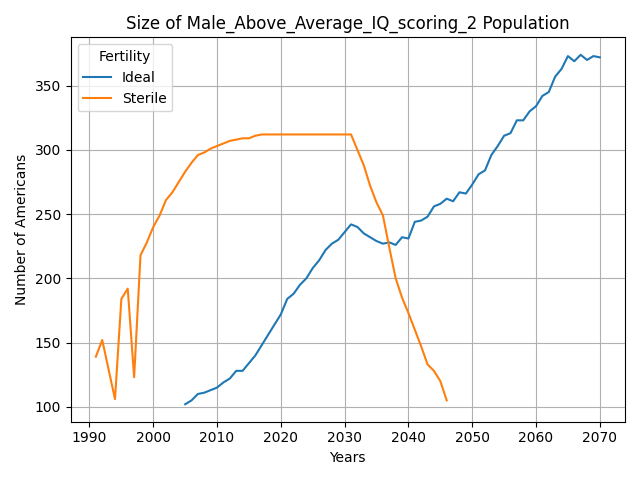 Size of Male_Above_Average_IQ_scoring_2 Population
Fertility
Ideal
Sterile
Number of Americans
350
300
250
200
150
100
1990 2000 2010 2020 2030 2040 2050 2060 2070
Years